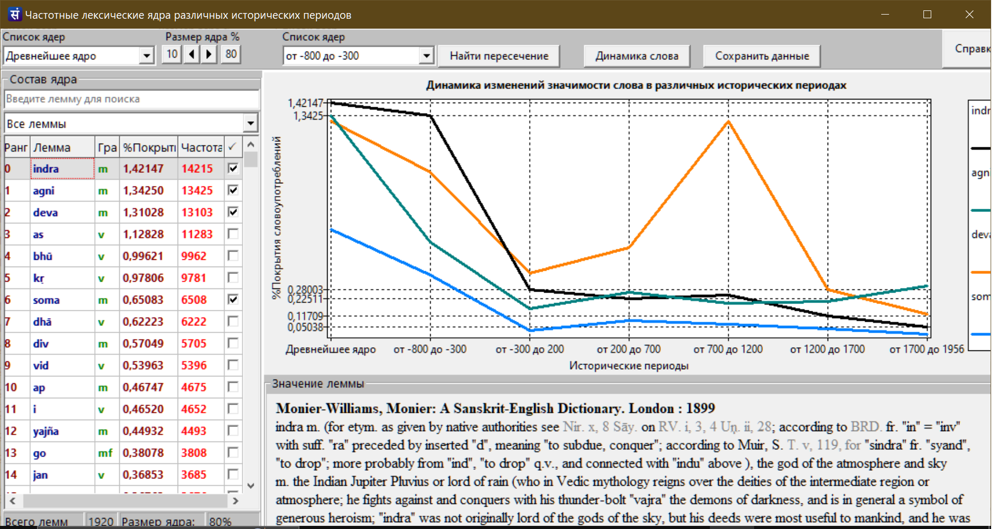 सं Частотные лексические ядра различных исторических периодов
Список ядер Размер ядра % Список ядер
Древнейшее ядро 10 80 от -800 до -300 Найти пересечение Динамика слова Сохранить данные Справк
Состав ядра
Введите лемму для поиска
Все леммы
Ранг Лемма Гра %Покрыти Частота ✓
0 indra m 1,42147 14215
1 agni m 1,34250 13425
2 deva m 1,31028 13103
3 as v 1,12828 11283
4 bhū v 0,99621 9962
5 kṛ v 0,97806 9781
6 soma m 0,65083 6508
7 dhā v 0,62223 6222
8 div m 0,57049 5705
9 vid v 0,53963 5396
10 ap m 0,46747 4675
11 i v 0,46520 4652
12 yajña m 0,44932 4493
13 go mf 0,38078 3808
14 jan v 0,36853 3685
Всего лемм 1920 Размер ядра: 80%
Динамика изменений значимости слова в различных исторических периодах
%Покрытия словоупотреблений
1,42147
1,3425
0,28003
0,22511
0,11709
0,05038
Древнейшее ядро от -800 до -300 от -300 до 200 от 200 до 700 от 700 до 1200 от 1200 до 1700 от 1700 до 1956
Исторические периоды
indr
agn
deva
som
Значение леммы
Monier-Williams, Monier: A Sanskrit-English Dictionary. London : 1899
indra m. (for etym. as given by native authorities see Nir. x, 8 Sāy. on RV. i, 3, 4 Uṇ. ii, 28; according to BRD. fr. "in" = "inv"
with suff. "ra" preceded by inserted "d", meaning "to subdue, conquer"; according to Muir, S. T. v, 119, for "sindra" fr. "syand",
"to drop"; more probably from "ind", "to drop" q.v., and connected with "indu" above ), the god of the atmosphere and sky
m. the Indian Jupiter Pluvius or lord of rain (who in Vedic mythology reigns over the deities of the intermediate region or
atmosphere; he fights against and conquers with his thunder-bolt "vajra" the demons of darkness, and is in general a symbol of
generous heroism; "indra" was not originally lord of the gods of the sky, but his deeds were most useful to mankind, and he was